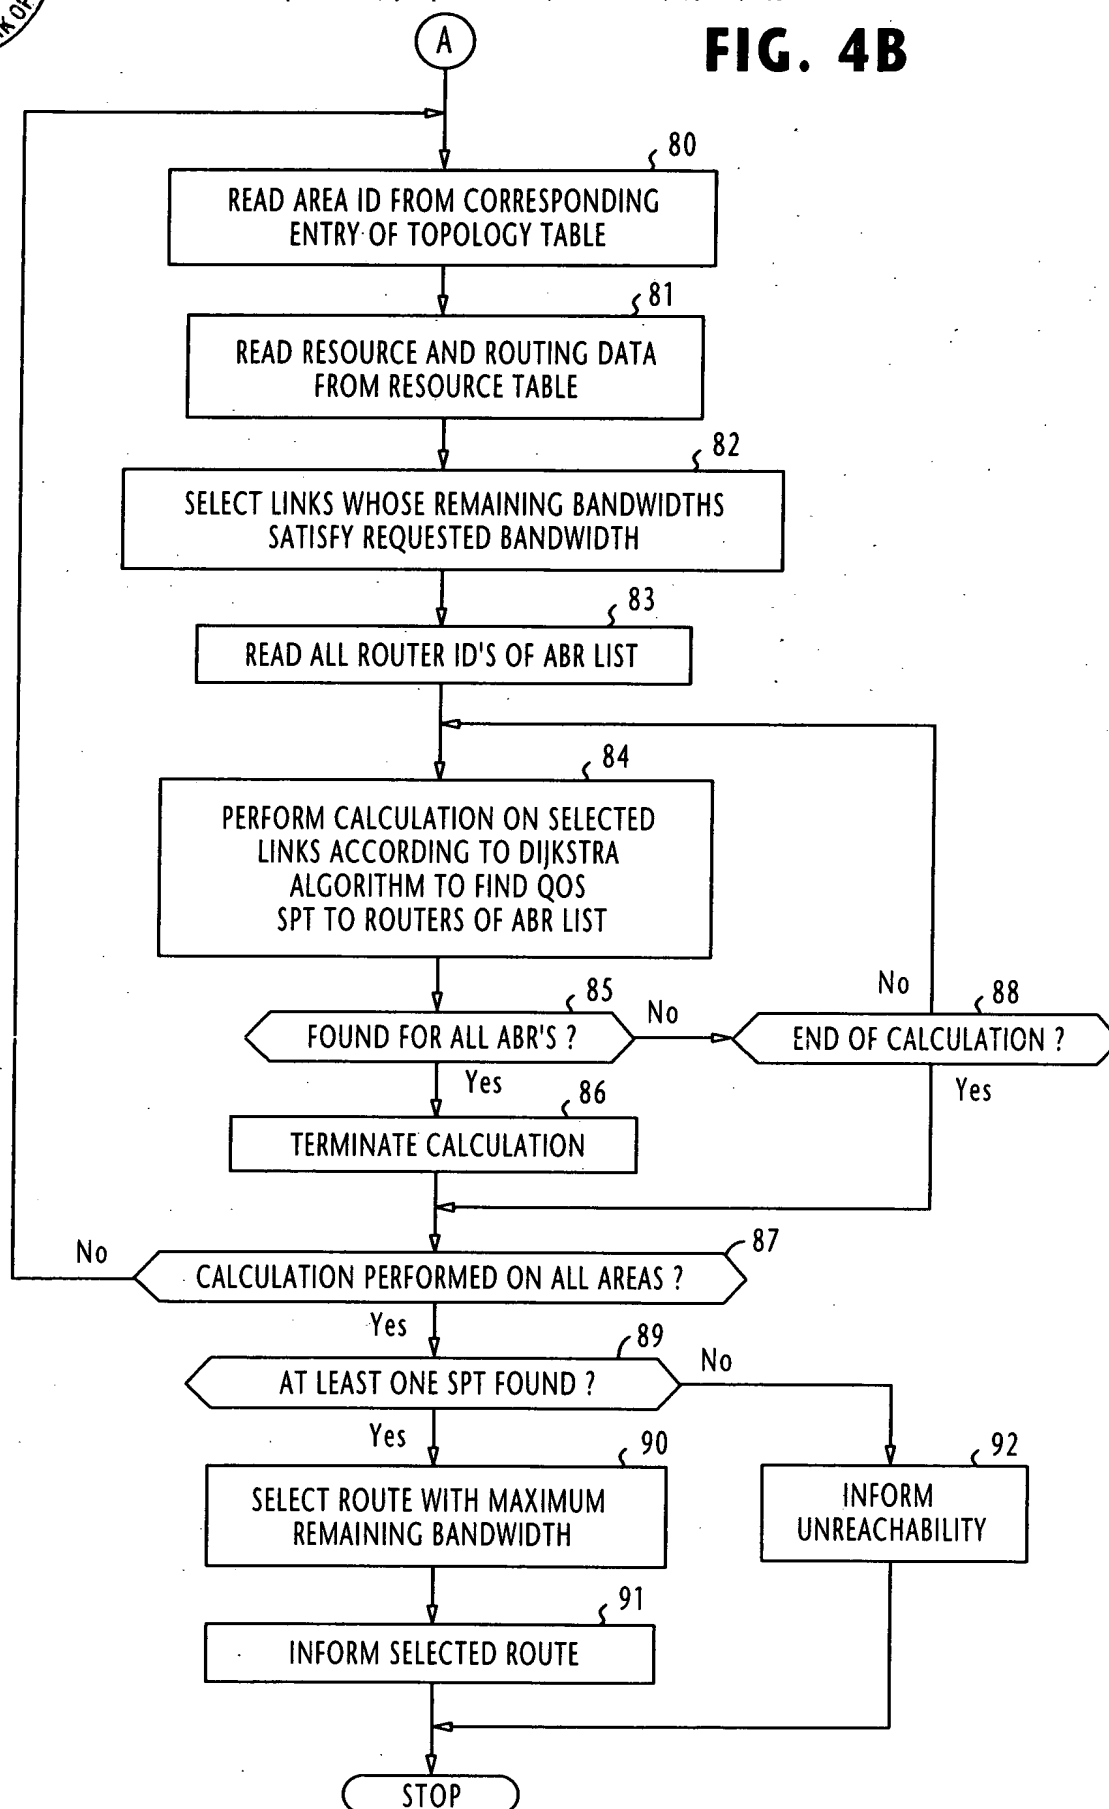 FIG. 4B
A
80
READ AREA ID FROM CORRESPONDING
ENTRY OF TOPOLOGY TABLE
81
READ RESOURCE AND ROUTING DATA
FROM RESOURCE TABLE
82
SELECT LINKS WHOSE REMAINING BANDWIDTHS
SATISFY REQUESTED BANDWIDTH
83
READ ALL ROUTER ID'S OF ABR LIST
84
PERFORM CALCULATION ON SELECTED
LINKS ACCORDING TO DIJKSTRA
ALGORITHM TO FIND QOS
SPT TO ROUTERS OF ABR LIST
85
FOUND FOR ALL ABR'S ?
No
Yes
88
END OF CALCULATION ?
No
Yes
86
TERMINATE CALCULATION
87
CALCULATION PERFORMED ON ALL AREAS ?
No
Yes
89
AT LEAST ONE SPT FOUND ?
No
Yes
90
SELECT ROUTE WITH MAXIMUM
REMAINING BANDWIDTH
92
INFORM
UNREACHABILITY
91
INFORM SELECTED ROUTE
STOP